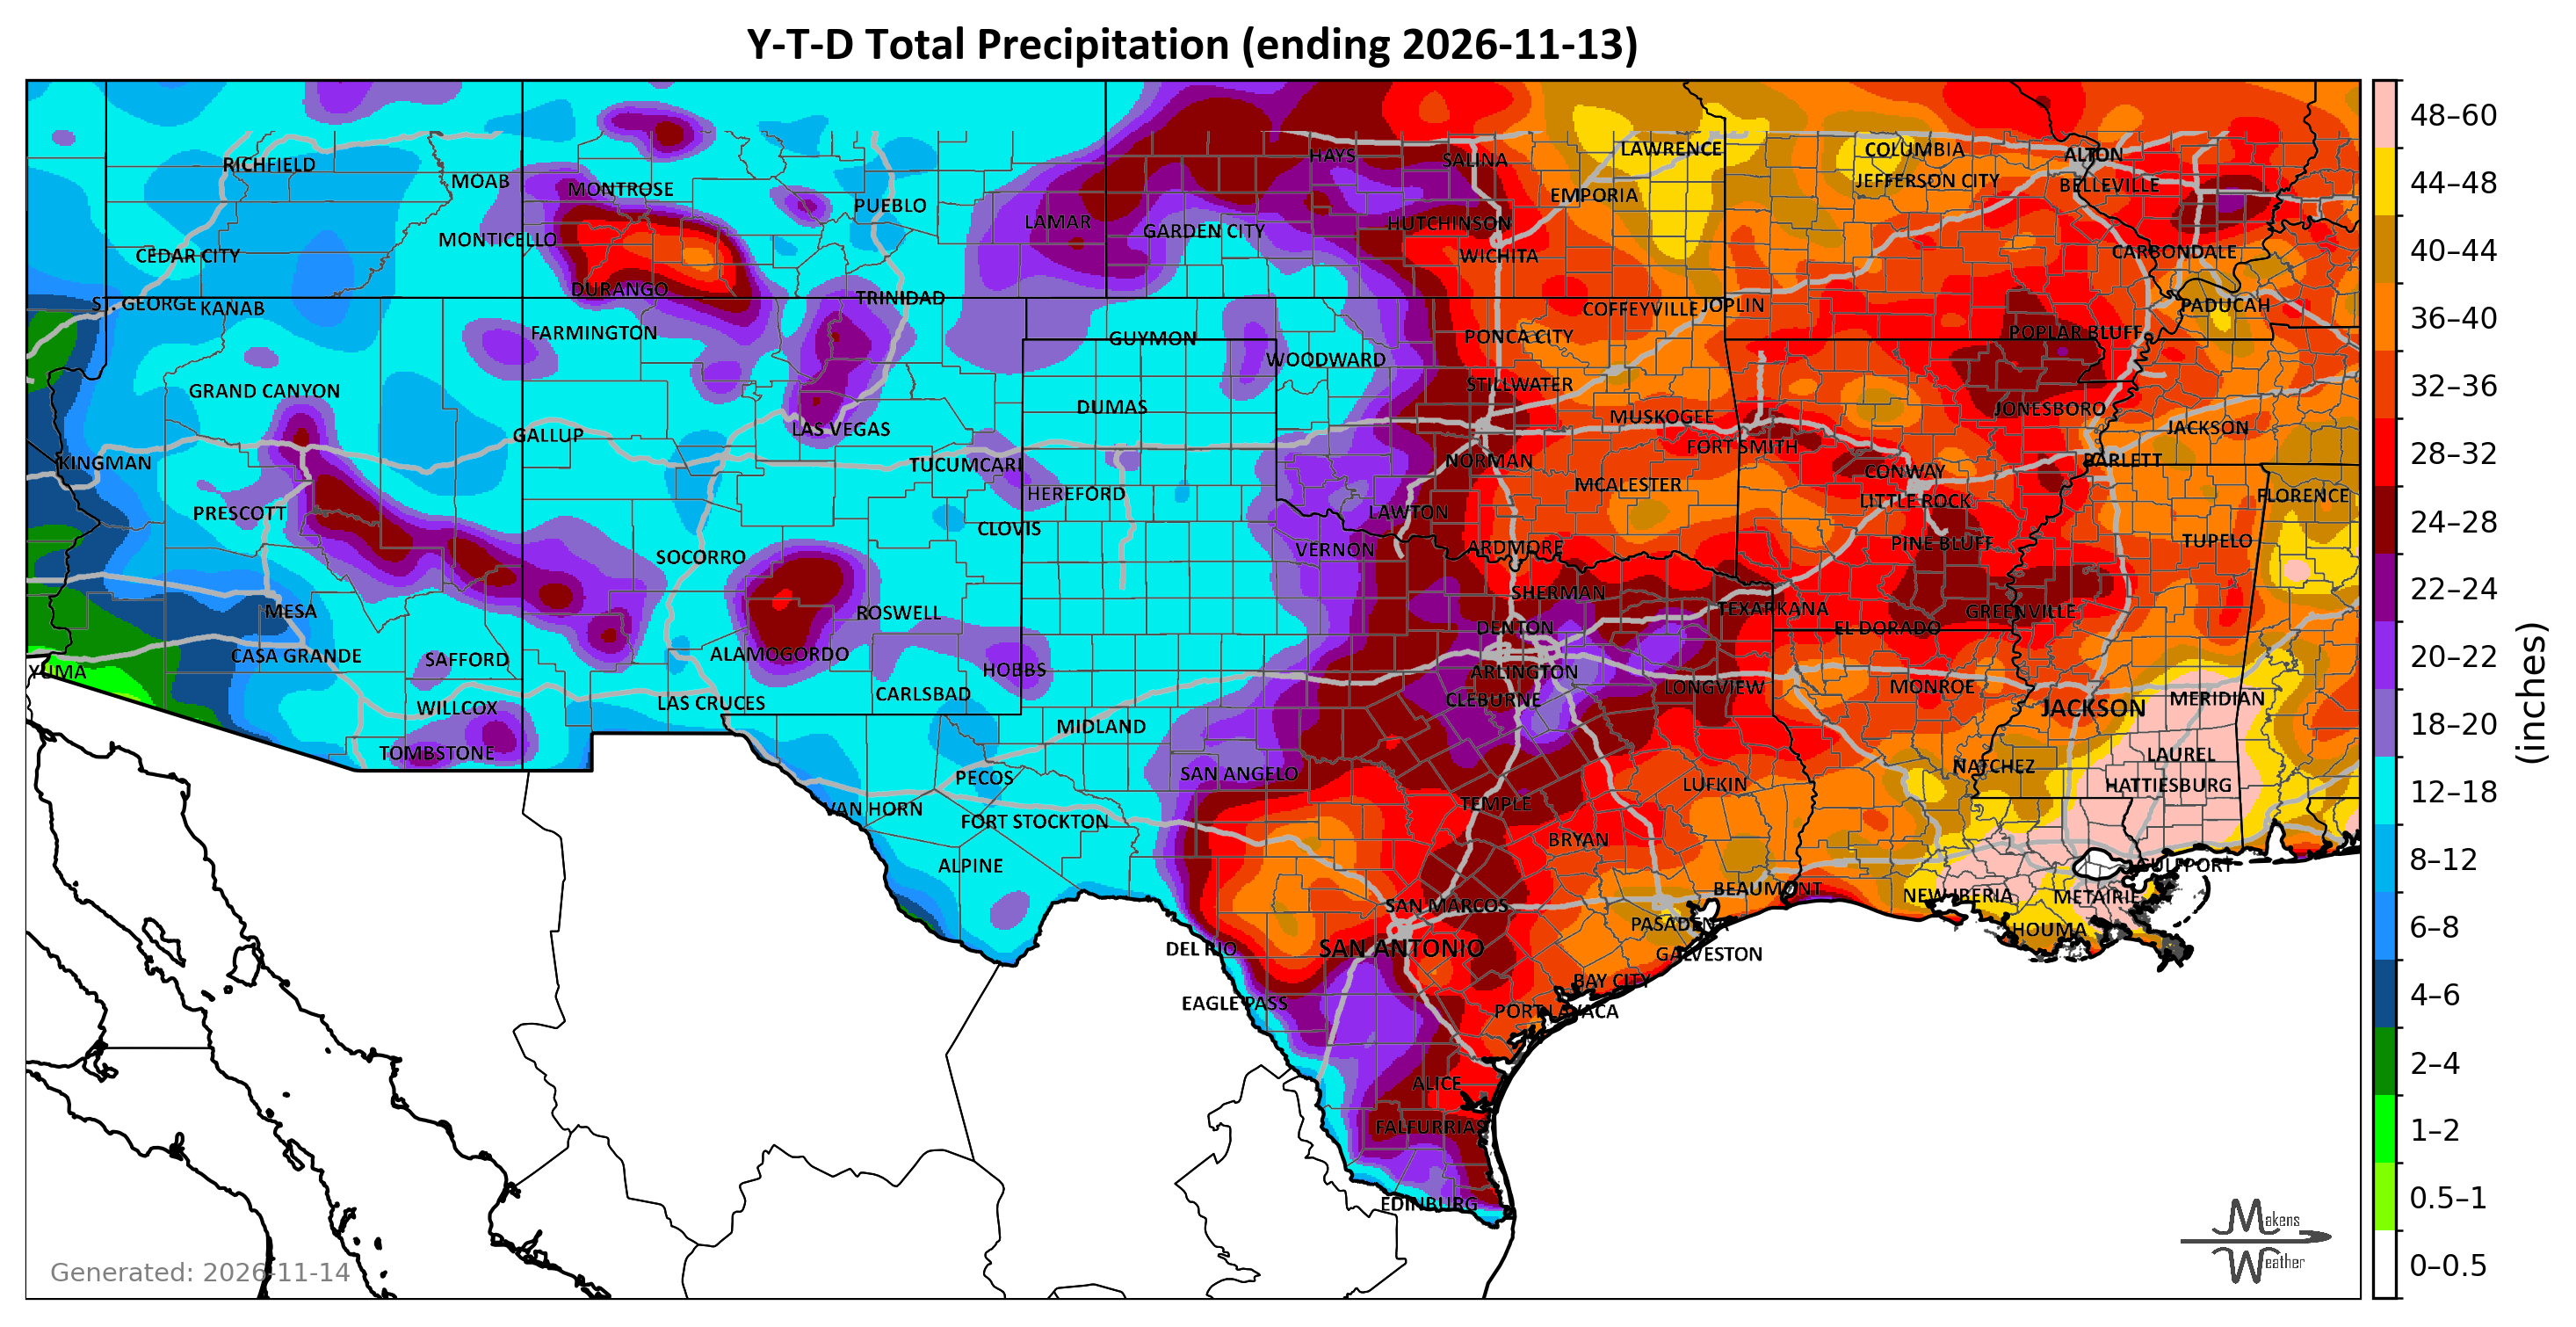 Y-T-D Total Precipitation (ending 2026-11-13)
HAYS
SALINA
LAWRENCE
COLUMBIA
ALTON
RICHFIELD
MOAB
MONTROSE
EMPORIA
JEFFERSON CITY
BELLEVILLE
PUEBLO
LAMAR
GARDEN CITY
HUTCHINSON
MONTICELLO
CEDAR CITY
WICHITA
CARBONDALE
DURANGO
TRINIDAD
ST. GEORGE
KANAB
COFFEYVILLE
JOPLIN
PADUCAH
FARMINGTON
GUYMON
PONCA CITY
POPLAR BLUFF
WOODWARD
GRAND CANYON
STILLWATER
DUMAS
MUSKOGEE
JONESBORO
LAS VEGAS
GALLUP
JACKSON
FORT SMITH
KINGMAN
TUCUMCARI
NORMAN
CONWAY
BARLETT
HEREFORD
MCALESTER
LITTLE ROCK
FLORENCE
PRESCOTT
LAWTON
CLOVIS
SOCORRO
VERNON
ARDMORE
PINE BLUFF
TUPELO
MESA
ROSWELL
SHERMAN
TEXARKANA
GREENVILLE
DENTON
EL DORADO
CASA GRANDE
SAFFORD
ALAMOGORDO
YUMA
HOBBS
ARLINGTON
LONGVIEW
MONROE
CARLSBAD
CLEBURNE
MERIDIAN
WILLCOX
LAS CRUCES
JACKSON
MIDLAND
TOMBSTONE
SAN ANGELO
NATCHEZ
LAUREL
PECOS
LUFKIN
HATTIESBURG
VAN HORN
TEMPLE
FORT STOCKTON
BRYAN
ALPINE
GULFPORT
BEAUMONT
NEW IBERIA
METAIRIE
SAN MARCOS
PASADENA
HOUMA
DEL RIO
SAN ANTONIO
GALVESTON
BAY CITY
EAGLE PASS
PORT LAVACA
ALICE
FALFURRIAS
EDINBURG
Generated: 2026-11-14
Makens
Weather
48–60
44–48
40–44
36–40
32–36
28–32
24–28
22–24
20–22
18–20
12–18
8–12
6–8
4–6
2–4
1–2
0.5–1
0–0.5
(inches)